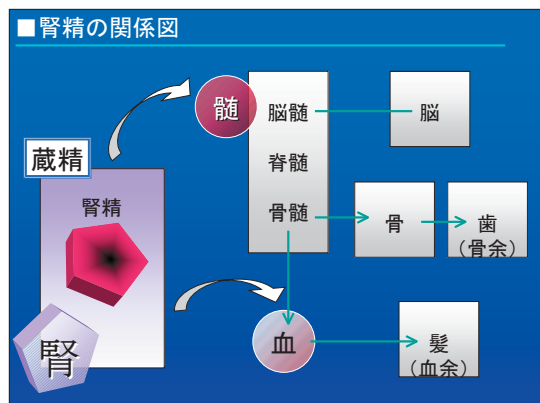 ■腎精の関係図
髄
脳髄
脳
蔵精
脊髄
腎精
骨髄
骨
歯
（骨余）
腎
血
髪
（血余）